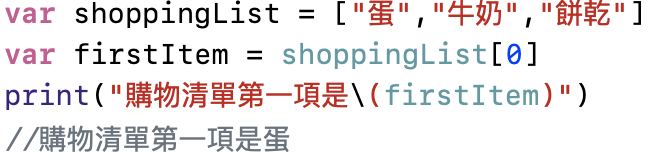 var shoppingList = ["蛋","牛奶","餅乾"]
var firstItem = shoppingList[0]
print("購物清單第一項是\(firstItem)")
//購物清單第一項是蛋